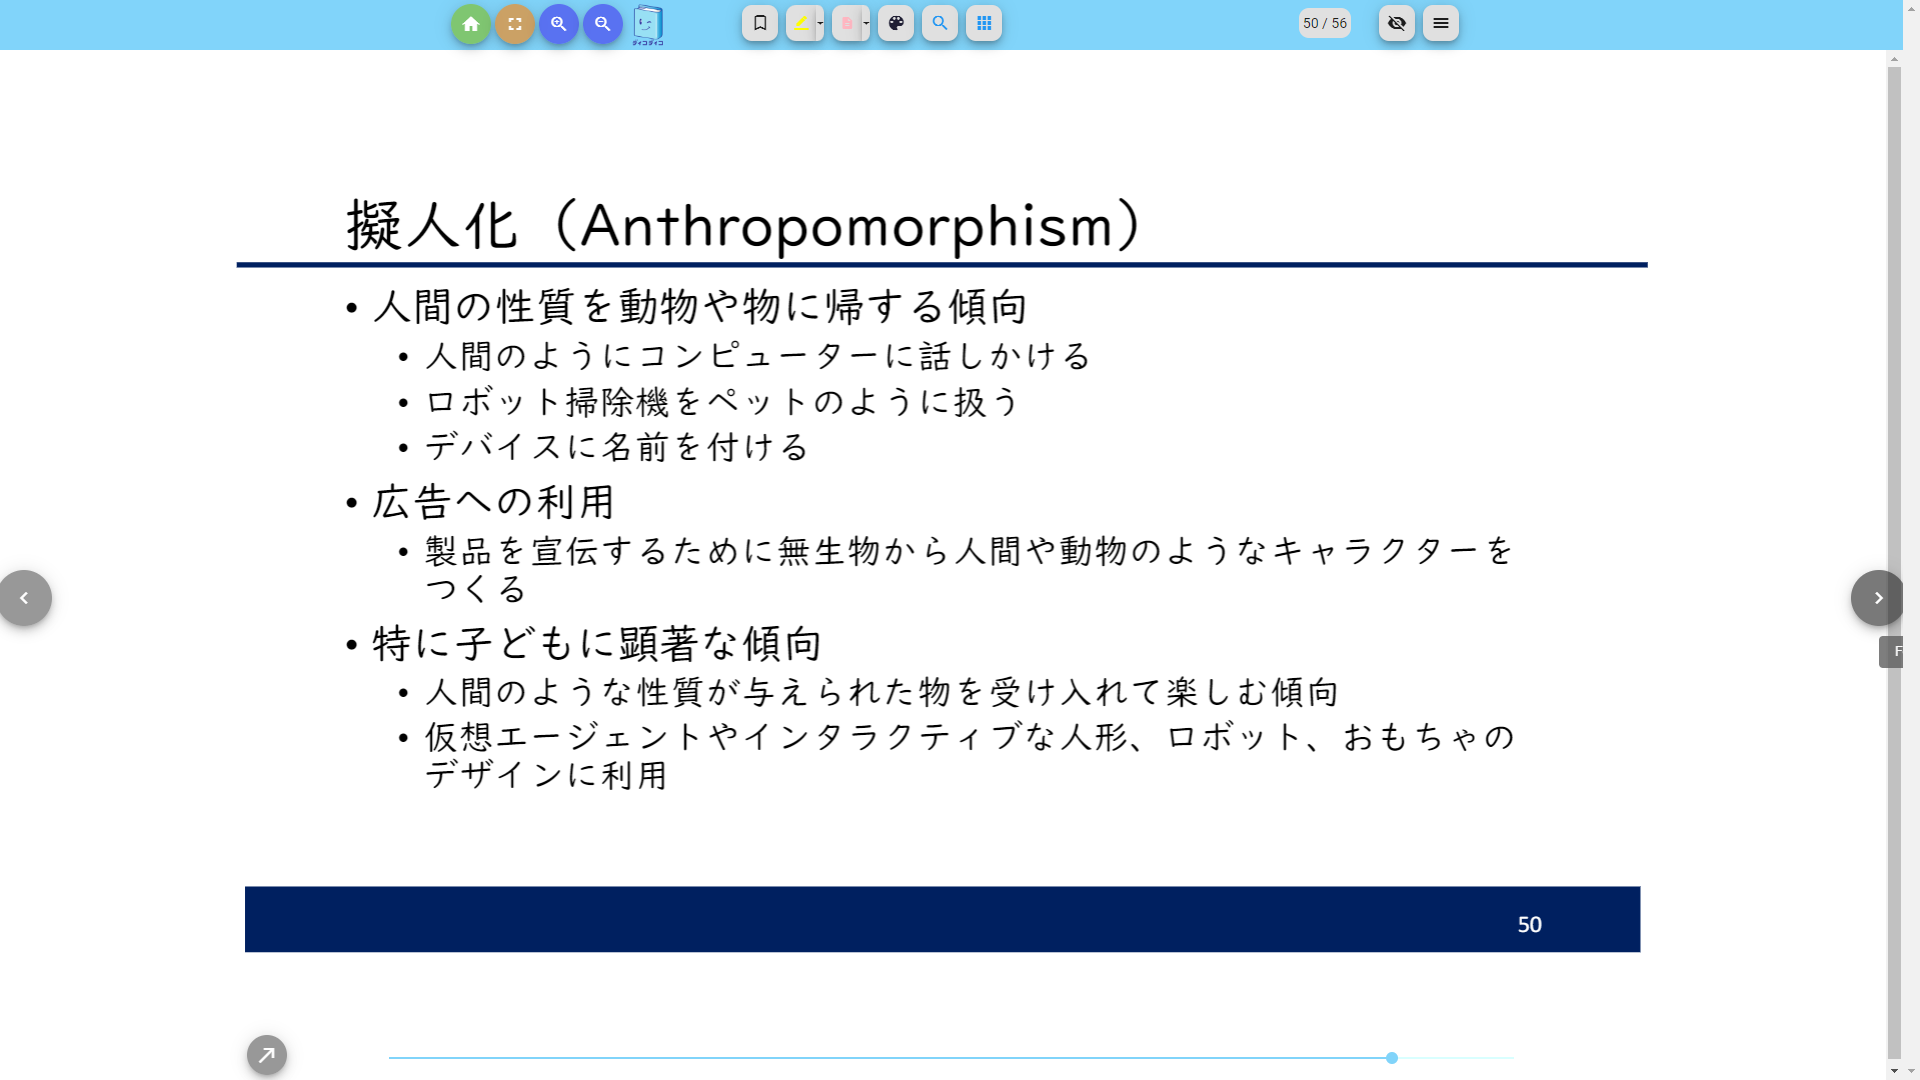 ダイコダイコ
50 / 56
擬人化（Anthropomorphism）
• 人間の性質を動物や物に帰する傾向
• 人間のようにコンピューターに話しかける
• ロボット掃除機をペットのように扱う
• デバイスに名前を付ける
• 広告への利用
• 製品を宣伝するために無生物から人間や動物のようなキャラクターを
つくる
• 特に子どもに顕著な傾向
• 人間のような性質が与えられた物を受け入れて楽しむ傾向
• 仮想エージェントやインタラクティブな人形、ロボット、おもちゃの
デザインに利用
F
50